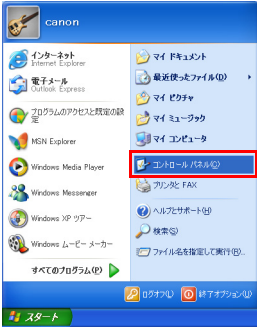 canon
インターネット
Internet Explorer
電子メール
Outlook Express
プログラムのアクセスと既定の設
定
MSN Explorer
Windows Media Player
Windows Messenger
Windows XP ツアー
Windows ムービー メーカー
すべてのプログラム(P)
マイ ドキュメント
最近使ったファイル(D)
マイ ピクチャ
マイ ミュージック
マイ コンピュータ
コントロール パネル(C)
プリンタと FAX
ヘルプとサポート(H)
検索(S)
ファイル名を指定して実行(R)...
ログオフ(L)
終了オプション(U)
スタート